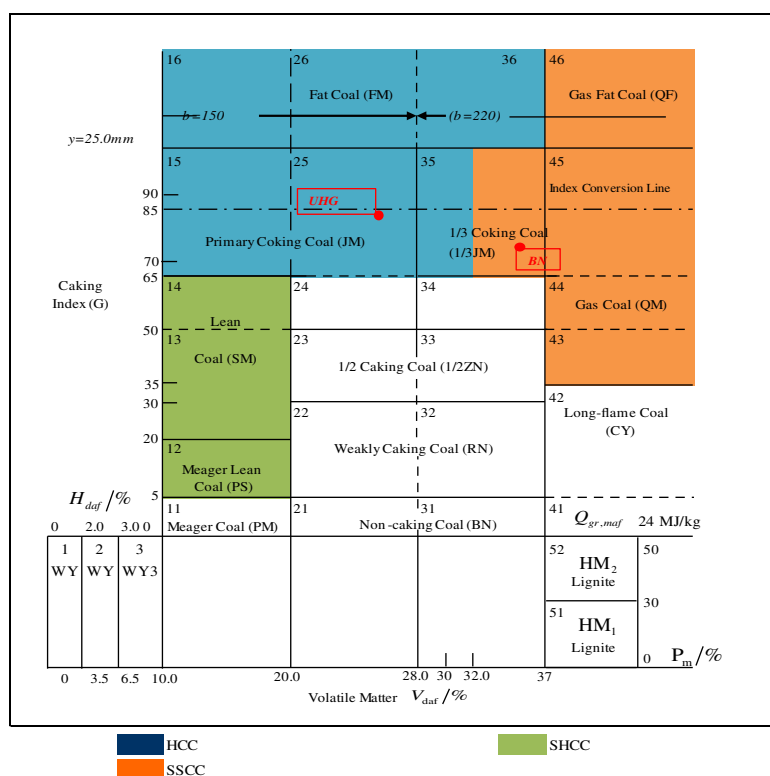 16 26 36 46
Fat Coal (FM) Gas Fat Coal (QF)
b=150 (b=220)
y=25.0mm
15 25 35 45
90 UHG Index Conversion Line
85
Primary Coking Coal (JM) 1/3 Coking Coal
(1/3JM)
70 BN
65
Caking
Index (G)
14 24 34 44
Lean Gas Coal (QM)
50
13 23 33 43
Coal (SM) 1/2 Caking Coal (1/2ZN)
35
30
42
22 32 Long-flame Coal
(CY)
20
12 Weakly Caking Coal (RN)
Meager Lean
Coal (PS)
5
H daf /%
11 21 31 41
0 2.0 3.0 0 Meager Coal (PM) Non-caking Coal (BN) Q gr,maf 24 MJ/kg
1 2 3 52 50
WY WY WY3 HM2
Lignite
51 30
HM1
Lignite
0 Pm /%
0 3.5 6.5 10.0 20.0 28.0 30 32.0 37
Volatile Matter Vdaf /%
HCC SHCC
SSCC